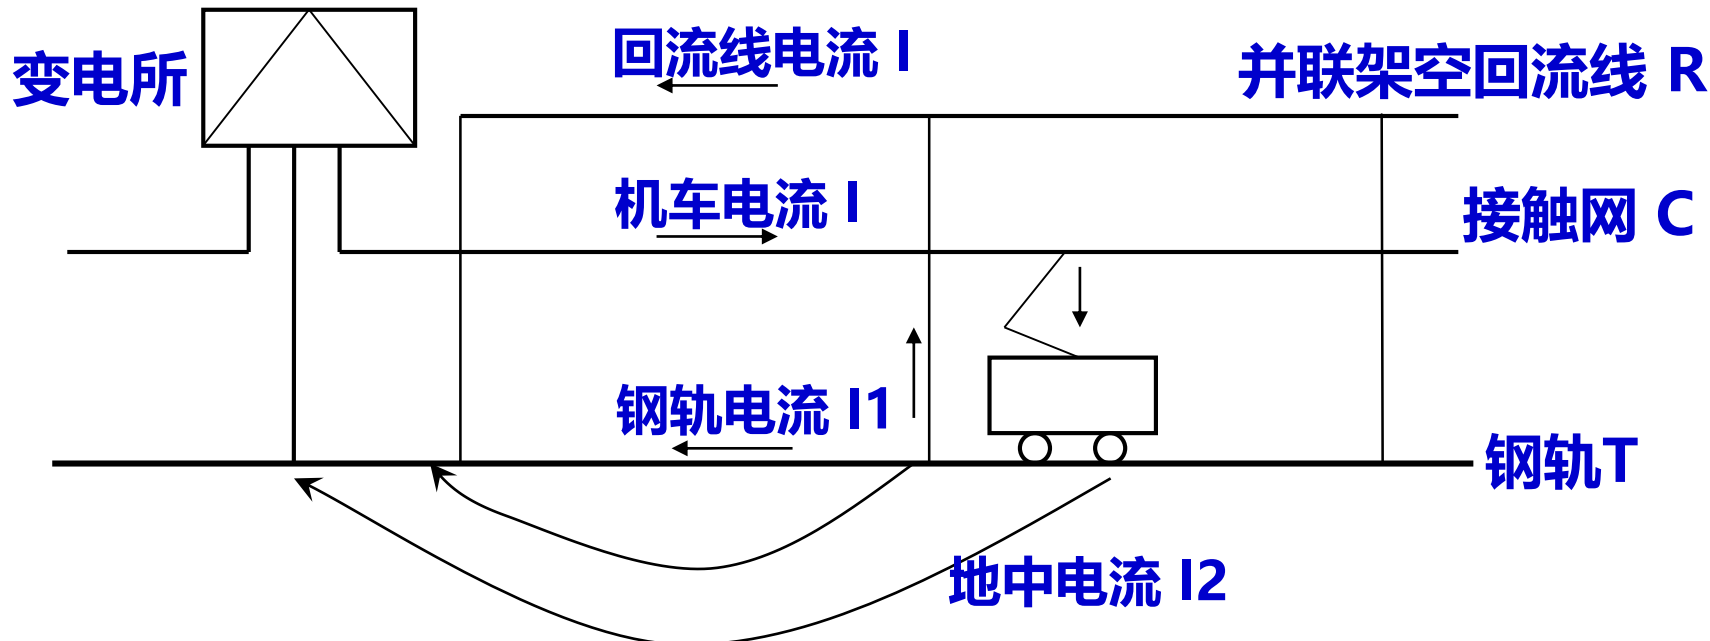 变电所
回流线电流 I
并联架空回流线 R
机车电流 I
接触网 C
钢轨电流 I1
钢轨T
地中电流 I2